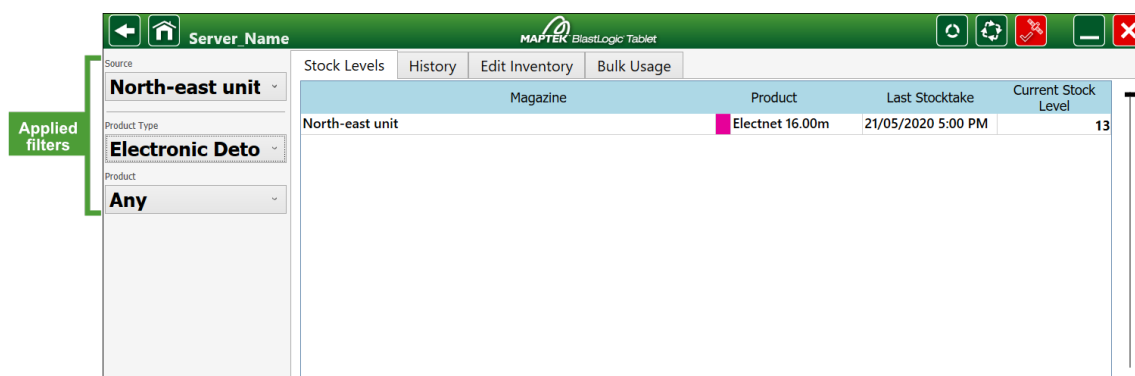 Server_Name
MAPTEK BlastLogic Tablet
Applied
filters
Source
North-east unit
Product Type
Electronic Deto
Product
Any
Stock Levels History Edit Inventory Bulk Usage
Magazine Product Last Stocktake Current Stock
Level
North-east unit Electnet 16.00m 21/05/2020 5:00 PM 13